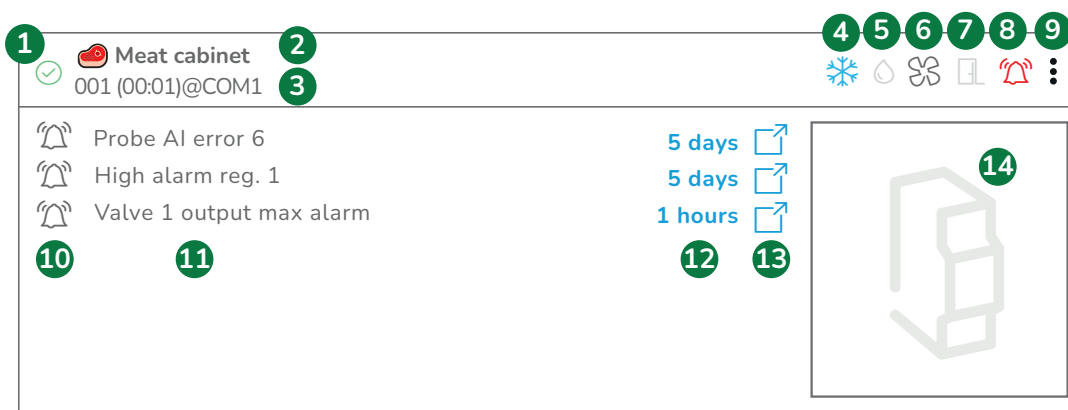 1 2 4 5 6 7 8 9
Meat cabinet
001 (00:01)@COM1 3
Probe AI error 6 5 days
High alarm reg. 1 5 days
Valve 1 output max alarm 1 hours
10 11 12 13
14